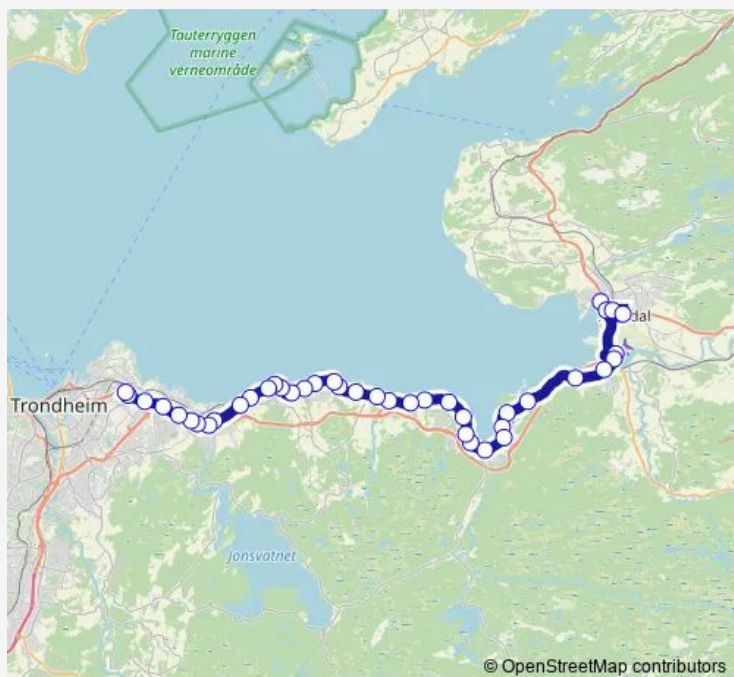 Tauterryggen
marine
verneområde
Trondheim
dal
Jonsvatnet
© OpenStreetMap contributors